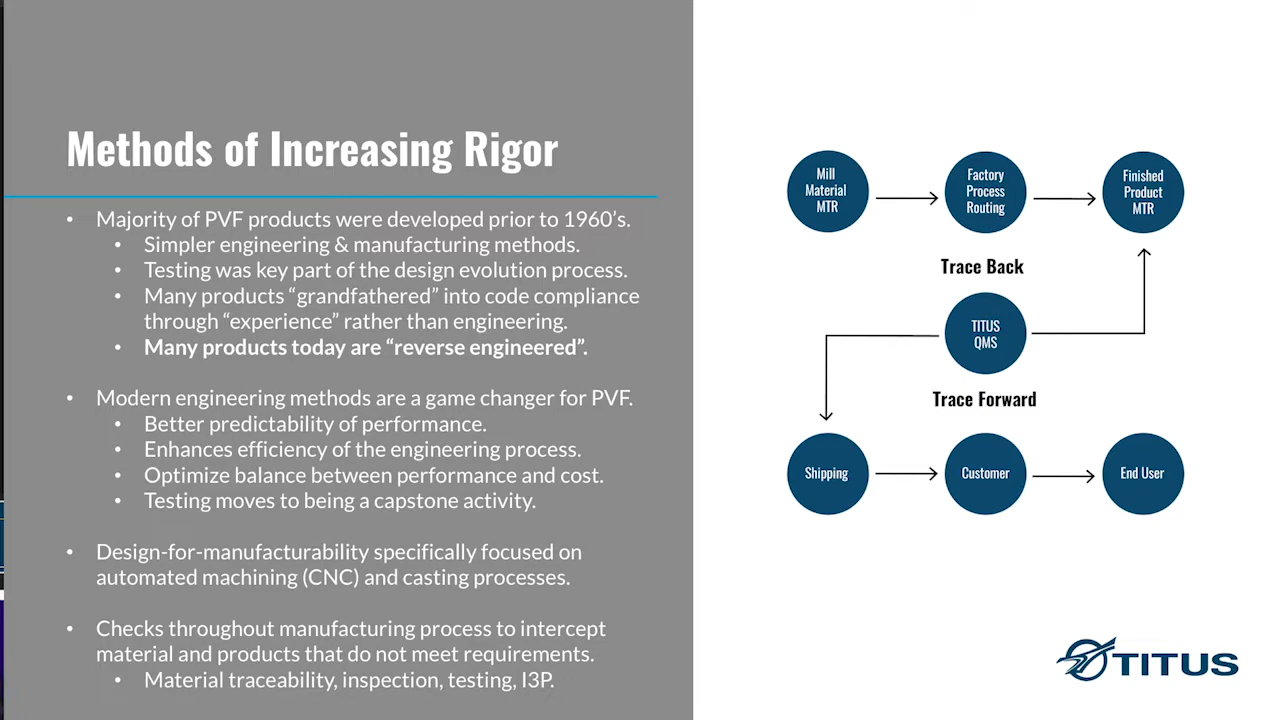 Methods of Increasing Rigor
• Majority of PVF products were developed prior to 1960’s.
• Simpler engineering & manufacturing methods.
• Testing was key part of the design evolution process.
• Many products “grandfathered” into code compliance
through “experience” rather than engineering.
• Many products today are “reverse engineered”.
• Modern engineering methods are a game changer for PVF.
• Better predictability of performance.
• Enhances efficiency of the engineering process.
• Optimize balance between performance and cost.
• Testing moves to being a capstone activity.
• Design-for-manufacturability specifically focused on
automated machining (CNC) and casting processes.
• Checks throughout manufacturing process to intercept
material and products that do not meet requirements.
• Material traceability, inspection, testing, I3P.
Mill
Material
MTR
Factory
Process
Routing
Finished
Product
MTR
Trace Back
TITUS
QMS
Trace Forward
Shipping
Customer
End User
TITUS